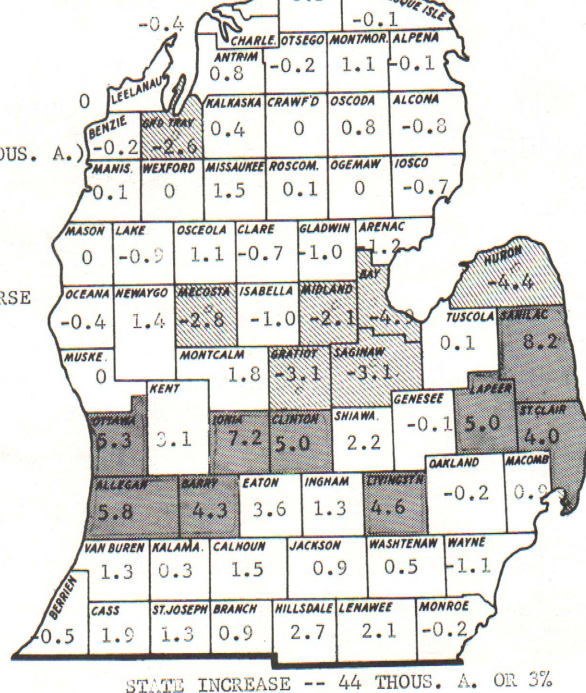 -0.4
-0.1
CHARLE. OTSEGO MONTMOR. ALPENA
ANTRIM
0.8 -0.2 1.1 -0.1
LEELANAU
0
KALKASKA CRAWF'D OSCODA ALCONA
BENZIE GRD TRAV
0.4 0 0.8 -0.8
-0.2 -2.6
OUS. A.)
MANIS. WEXFORD MISSAUKEE ROSCOM. OGEMAW IOSCO
0.1 0 1.5 0.1 0 -0.7
MASON LAKE OSCEOLA CLARE GLADWIN ARENAC
0 -0.9 1.1 -0.7 -1.0 -1.2
HURON
-4.4
BAY
RSE
OCEANA NEWAYGO MECOSTA ISABELLA MIDLAND
-0.4 1.4 -2.8 -1.0 -2.1 -4.9
TUSCOLA SANILAC
0.1 8.2
MUSKE. MONTCALM GRATIOT SAGINAW
0 1.8 -3.1 -3.1
KENT GENESEE LAPEER
OTTAWA IONIA CLINTON SHIAWA. ST.CLAIR
5.3 3.1 7.2 5.0 2.2 -0.1 5.0 4.0
ALLEGAN BARRY EATON INGHAM LIVINGSTN OAKLAND MACOMB
5.8 4.3 3.6 1.3 4.6 -0.2 0.9
VAN BUREN KALAMA. CALHOUN JACKSON WASHTENAW WAYNE
1.3 0.3 1.5 0.9 0.5 -1.1
BERRIEN CASS ST.JOSEPH BRANCH HILLSDALE LENAWEE MONROE
-0.5 1.9 1.3 0.9 2.7 2.1 -0.2
STATE INCREASE -- 44 THOUS. A. OR 3%